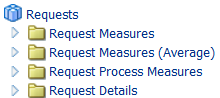 Requests
Request Measures
Request Measures (Average)
Request Process Measures
Request Details